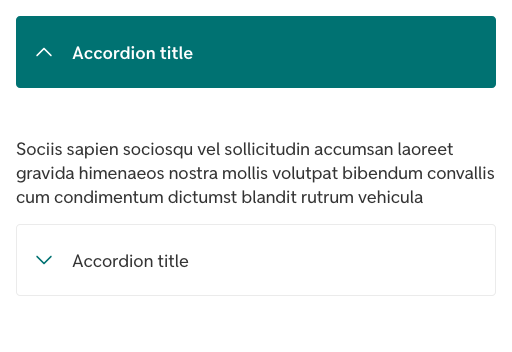 Accordion title
Sociis sapien sociosqu vel sollicitudin accumsan laoreet
gravida himenaeos nostra mollis volutpat bibendum convallis
cum condimentum dictumst blandit rutrum vehicula
Accordion title